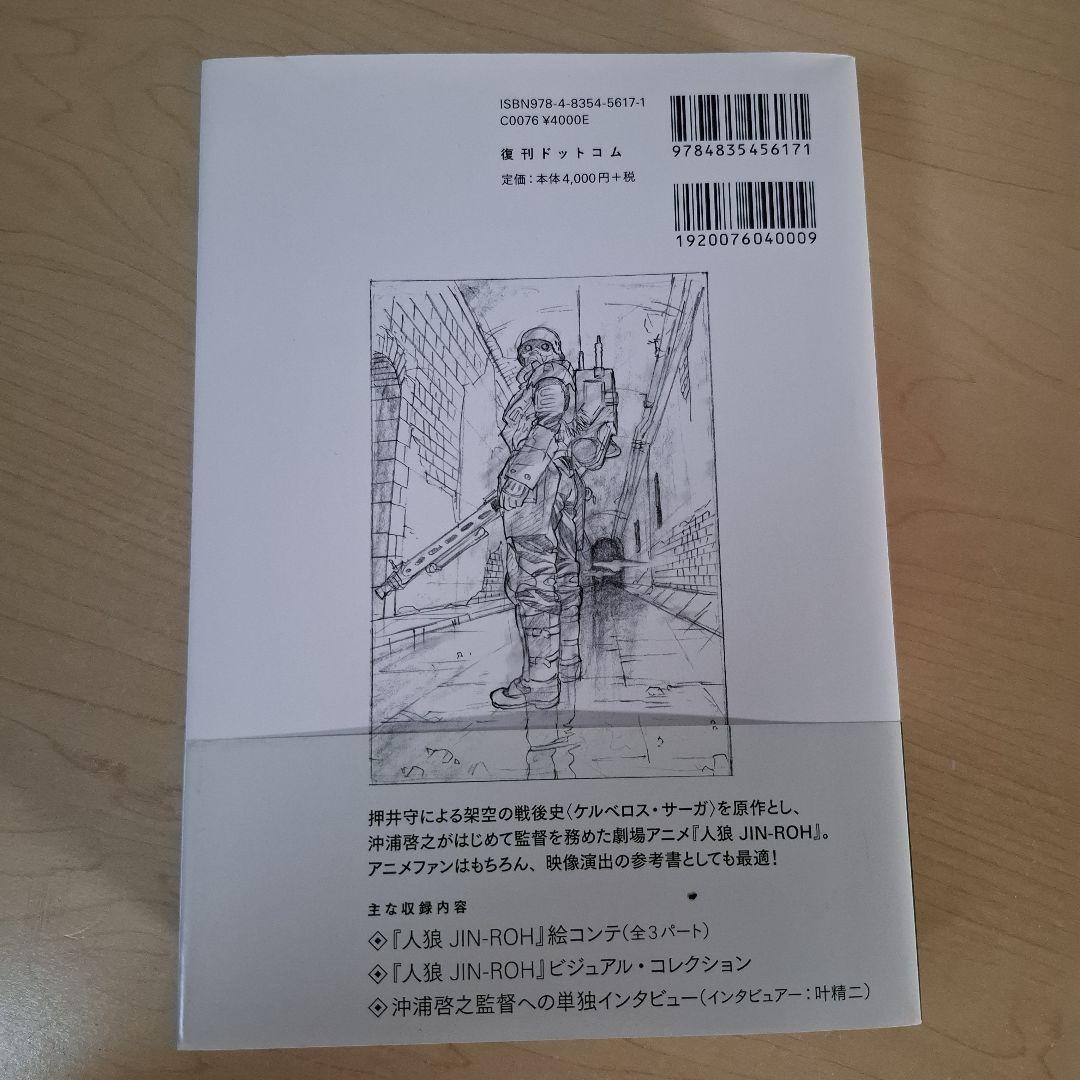 ISBN978-4-8354-5617-1
C0076 ¥4000E
復刊ドットコム
定価：本体4,000円＋税
9784835456171
1920076040009
押井守による架空の戦後史〈ケルベロス・サーガ〉を原作とし、
沖浦啓之がはじめて監督を務めた劇場アニメ『人狼 JIN-ROH』。
アニメファンはもちろん、映像演出の参考書としても最適！
主な収録内容
『人狼 JIN-ROH』絵コンテ（全3パート）
『人狼 JIN-ROH』ビジュアル・コレクション
沖浦啓之監督への単独インタビュー（インタビュアー：叶精二）